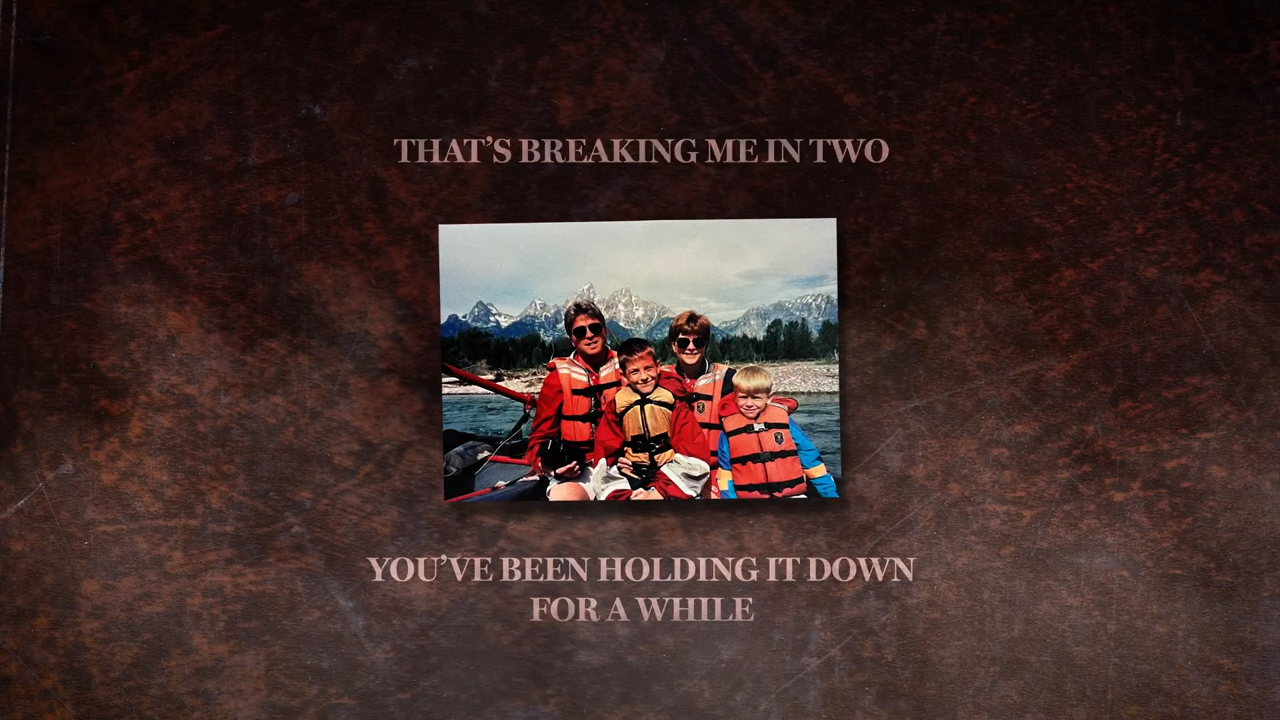 THAT’S BREAKING ME IN TWO
YOU’VE BEEN HOLDING IT DOWN
FOR A WHILE